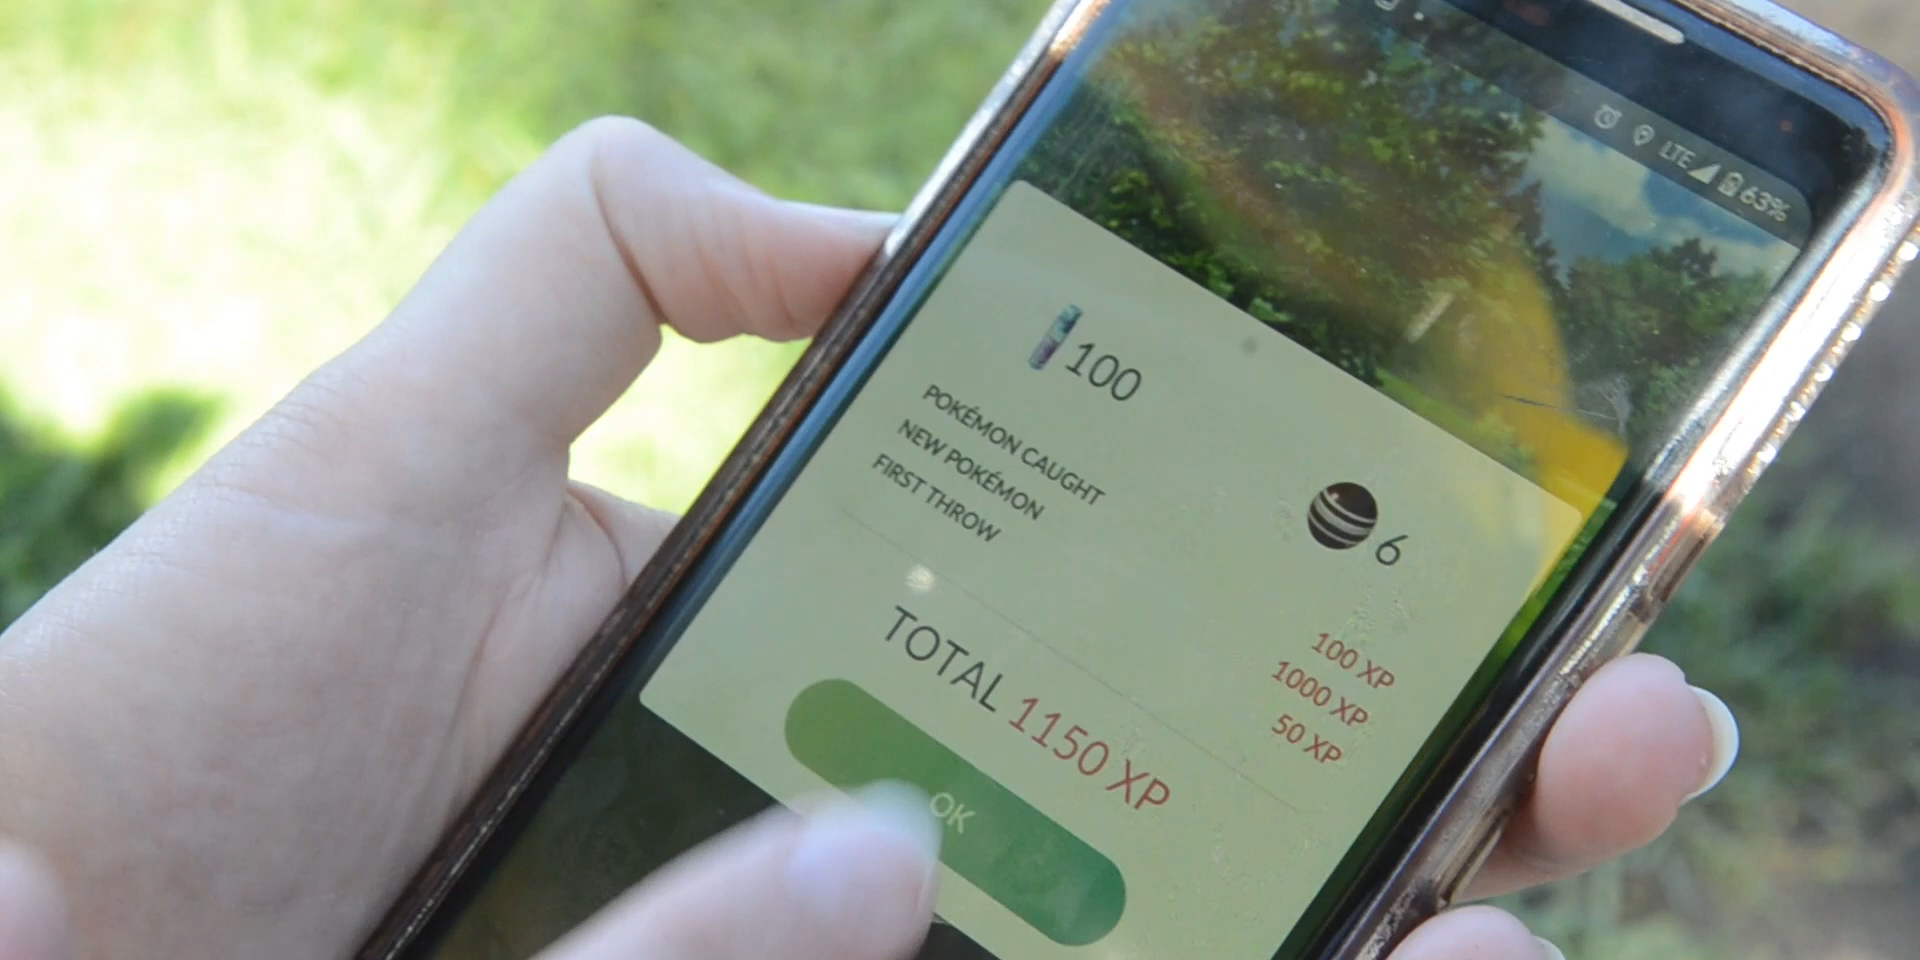 LTE 63%
100
6
POKÉMON CAUGHT 100 XP
NEW POKÉMON 1000 XP
FIRST THROW 50 XP
TOTAL 1150 XP
OK